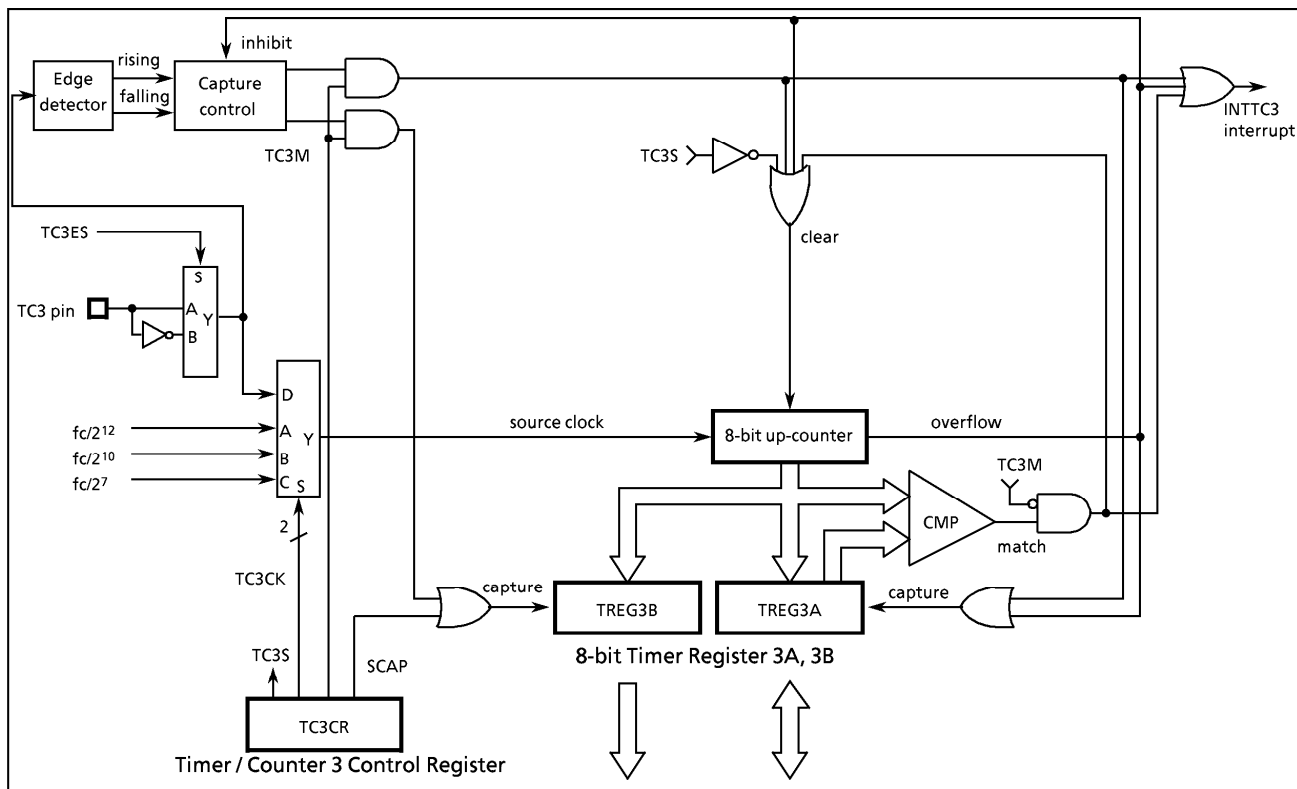 inhibit
rising
Edge
detector
Capture
control
falling
INTTC3
interrupt
TC3M
TC3S
clear
TC3ES
S
TC3 pin
A
Y
B
D
fc/2¹²
A
Y
source clock
8-bit up-counter
overflow
fc/2¹⁰
B
fc/2⁷
C S
TC3M
2
CMP
match
TC3CK
capture
TREG3B
TREG3A
capture
8-bit Timer Register 3A, 3B
TC3S
SCAP
TC3CR
Timer / Counter 3 Control Register